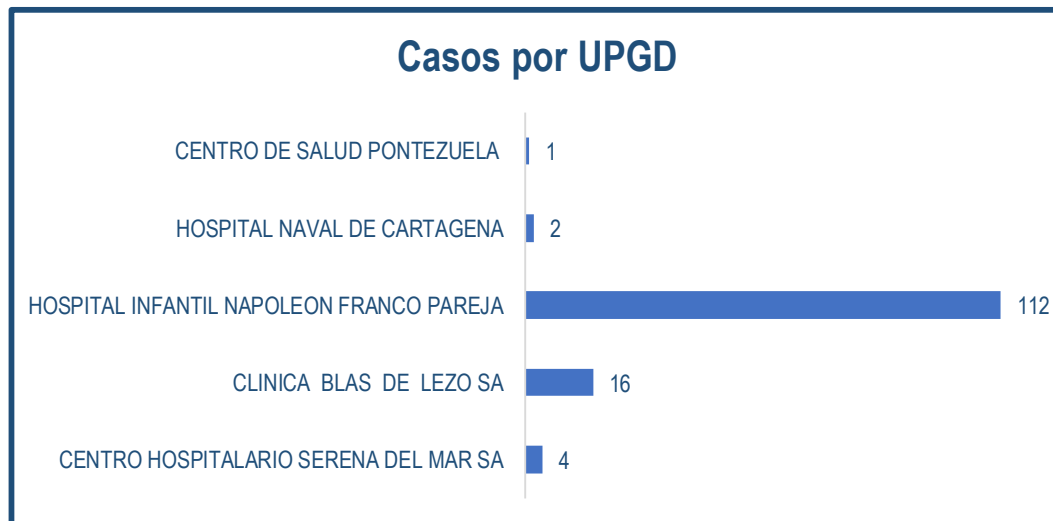 Casos por UPGD
CENTRO DE SALUD PONTEZUELA 1
HOSPITAL NAVAL DE CARTAGENA 2
HOSPITAL INFANTIL NAPOLEON FRANCO PAREJA 112
CLINICA BLAS DE LEZO SA 16
CENTRO HOSPITALARIO SERENA DEL MAR SA 4